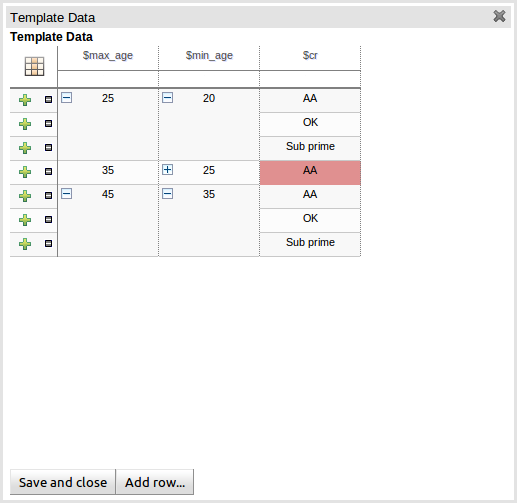 Template Data
Template Data
$max_age $min_age $cr
25 20 AA
OK
Sub prime
35 25 AA
45 35 AA
OK
Sub prime
Save and close Add row...